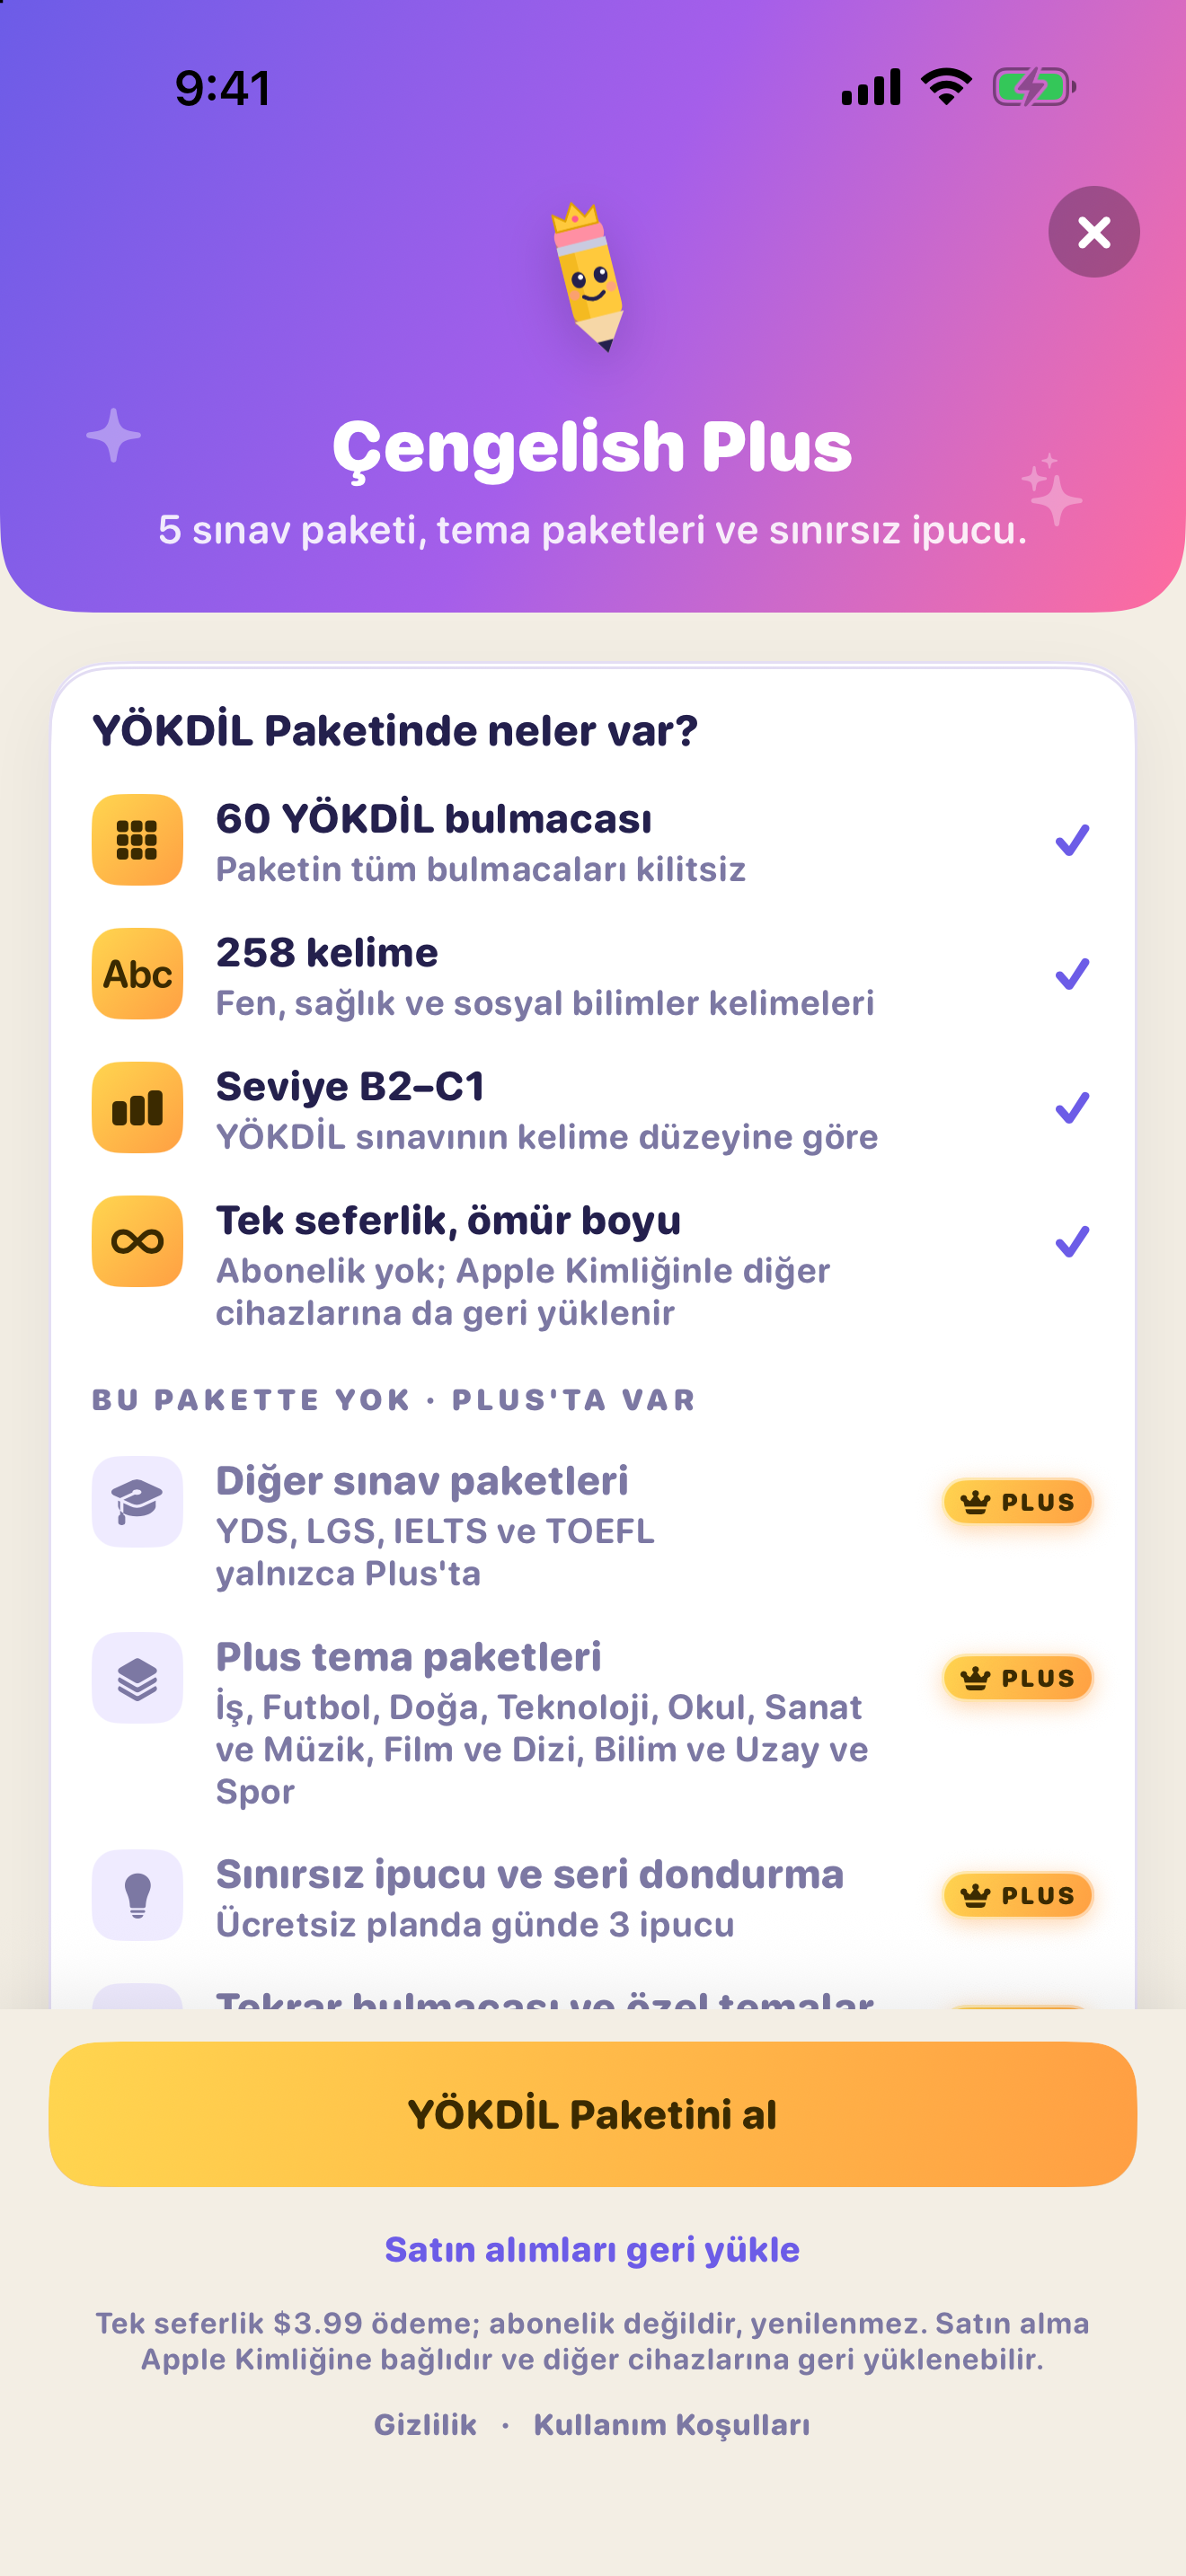 9:41
Çengelish Plus
5 sınav paketi, tema paketleri ve sınırsız ipucu.
YÖKDİL Paketinde neler var?
60 YÖKDİL bulmacası
Paketin tüm bulmacaları kilitsiz
Abc
258 kelime
Fen, sağlık ve sosyal bilimler kelimeleri
Seviye B2–C1
YÖKDİL sınavının kelime düzeyine göre
Tek seferlik, ömür boyu
Abonelik yok; Apple Kimliğinle diğer
cihazlarına da geri yüklenir
BU PAKETTE YOK · PLUS'TA VAR
Diğer sınav paketleri
PLUS
YDS, LGS, IELTS ve TOEFL
yalnızca Plus'ta
Plus tema paketleri
PLUS
İş, Futbol, Doğa, Teknoloji, Okul, Sanat
ve Müzik, Film ve Dizi, Bilim ve Uzay ve
Spor
Sınırsız ipucu ve seri dondurma
PLUS
Ücretsiz planda günde 3 ipucu
Tekrar bulmacası ve özel temalar
YÖKDİL Paketini al
Satın alımları geri yükle
Tek seferlik $3.99 ödeme; abonelik değildir, yenilenmez. Satın alma
Apple Kimliğine bağlıdır ve diğer cihazlarına geri yüklenebilir.
Gizlilik · Kullanım Koşulları